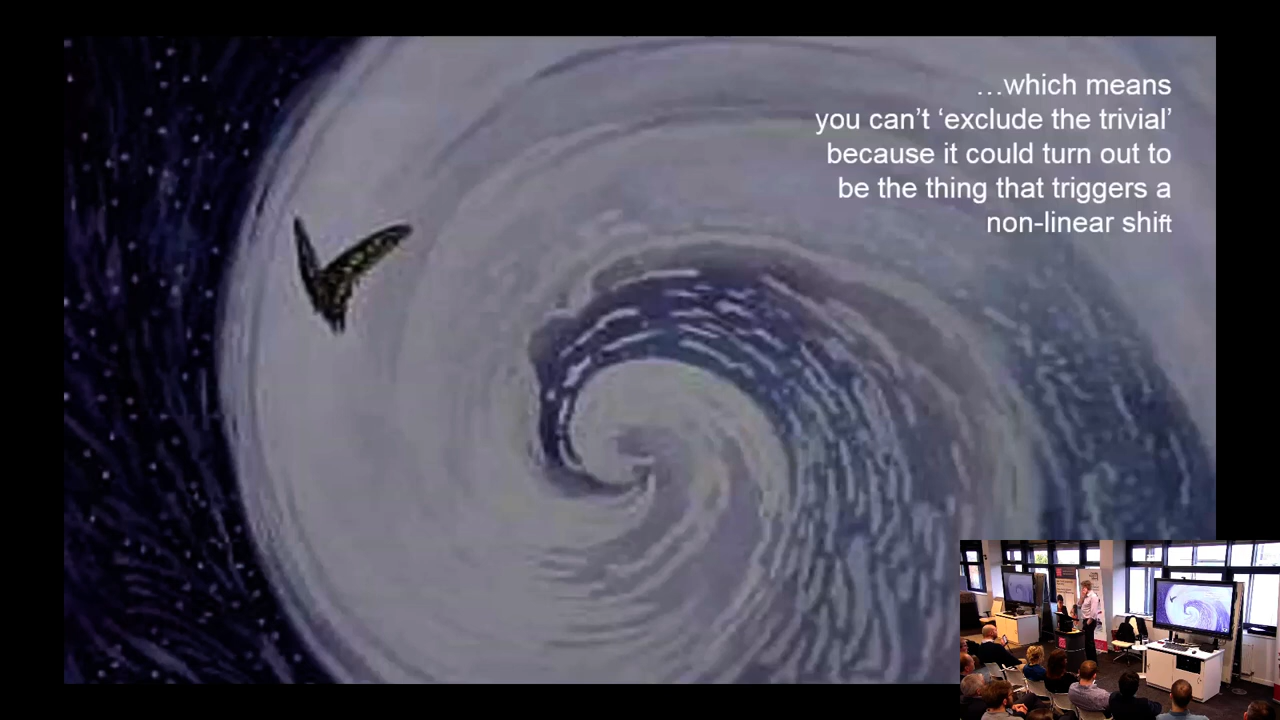 …which means
you can’t ‘exclude the trivial’
because it could turn out to
be the thing that triggers a
non-linear shift